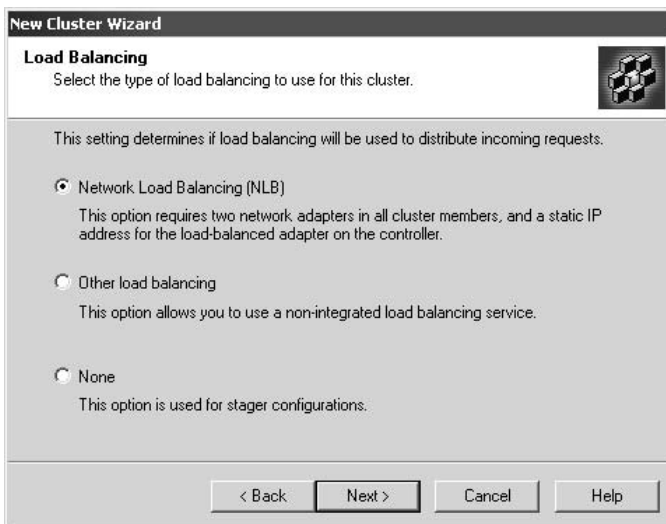 New Cluster Wizard
Load Balancing
Select the type of load balancing to use for this cluster.
This setting determines if load balancing will be used to distribute incoming requests.
Network Load Balancing (NLB)
This option requires two network adapters in all cluster members, and a static IP
address for the load-balanced adapter on the controller.
Other load balancing
This option allows you to use a non-integrated load balancing service.
None
This option is used for stager configurations.
< Back Next > Cancel Help